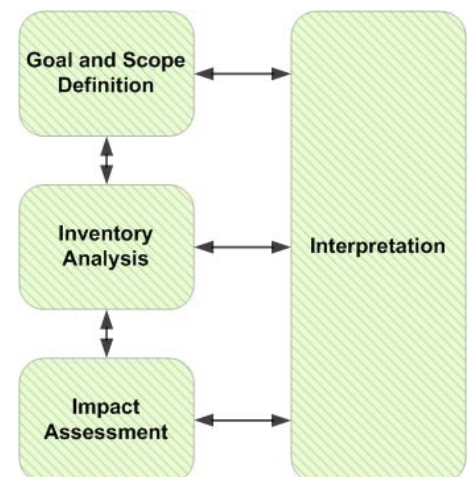 Goal and Scope
Definition
Inventory
Analysis
Interpretation
Impact
Assessment